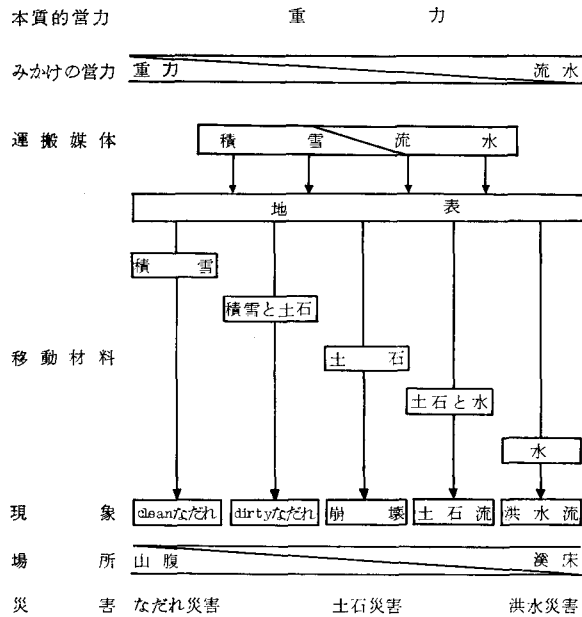 本質的営力 重力
みかけの営力 重力 流水
運搬媒体 積雪 流水
地表
積雪
積雪と土石
土石
移動材料
土石と水
水
現象 cleanなだれ dirtyなだれ 崩壊 土石流 洪水流
場所 山腹 溪床
災害 なだれ災害 土石災害 洪水災害